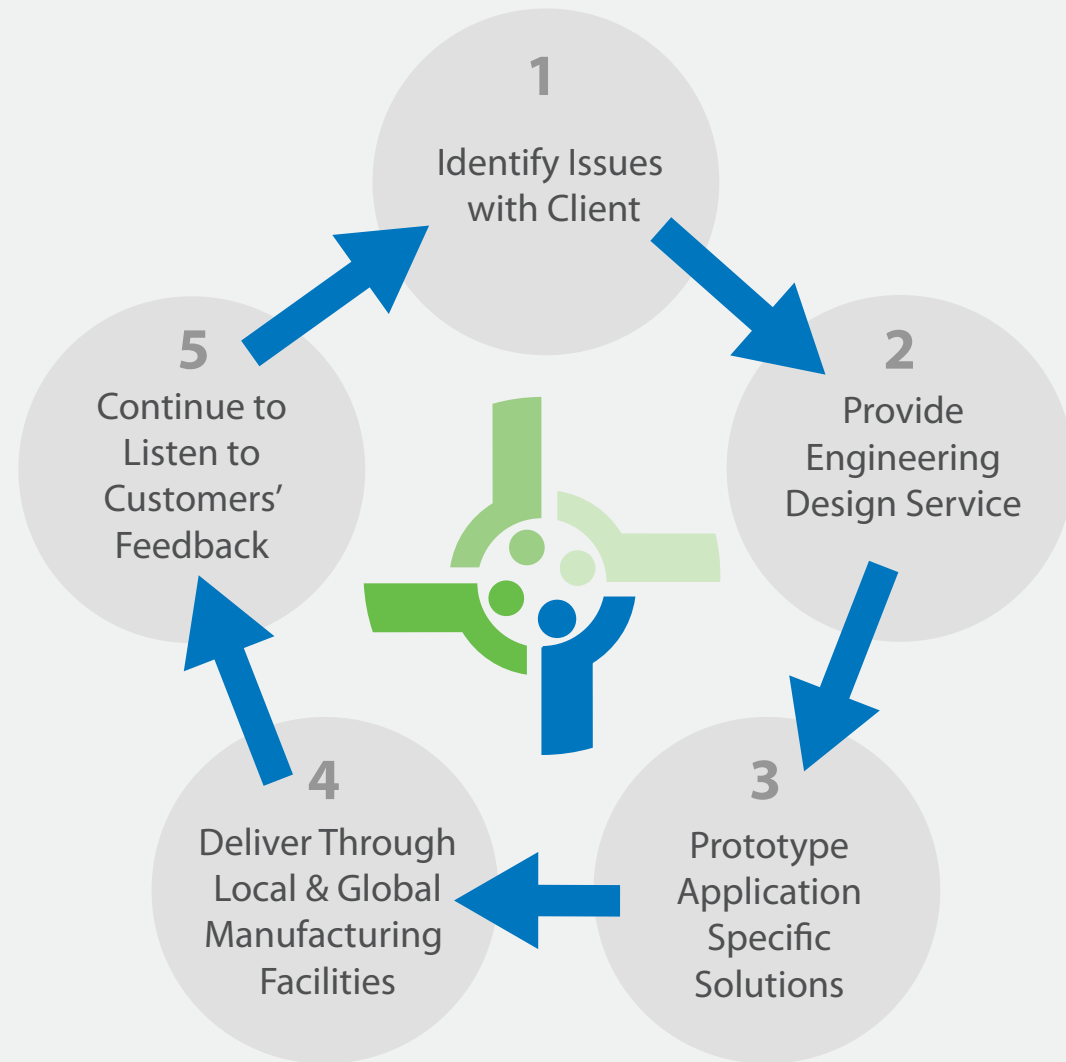 1
Identify Issues
with Client
2
Provide
Engineering
Design Service
3
Prototype
Application
Specific
Solutions
4
Deliver Through
Local & Global
Manufacturing
Facilities
5
Continue to
Listen to
Customers’
Feedback